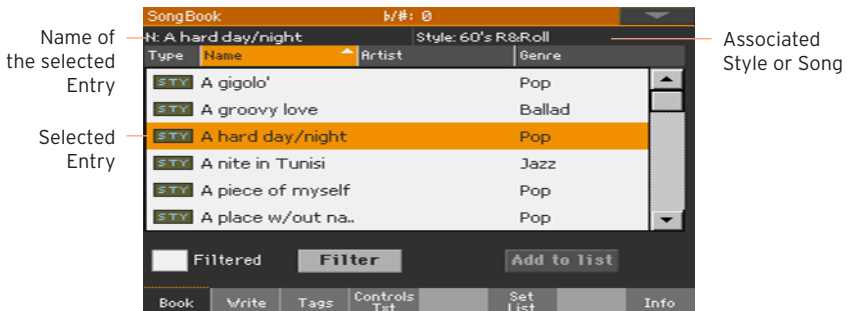 SongBook ♭/#: 0
Name of the selected Entry
N: A hard day/night Style: 60's R&Roll
Associated Style or Song
Type Name Artist Genre
STY A gigolo' Pop
STY A groovy love Ballad
Selected Entry
STY A hard day/night Pop
STY A nite in Tunisi Jazz
STY A piece of myself Pop
STY A place w/out na.. Pop
Filtered Filter Add to list
Book Write Tags Controls Txt Set List Info